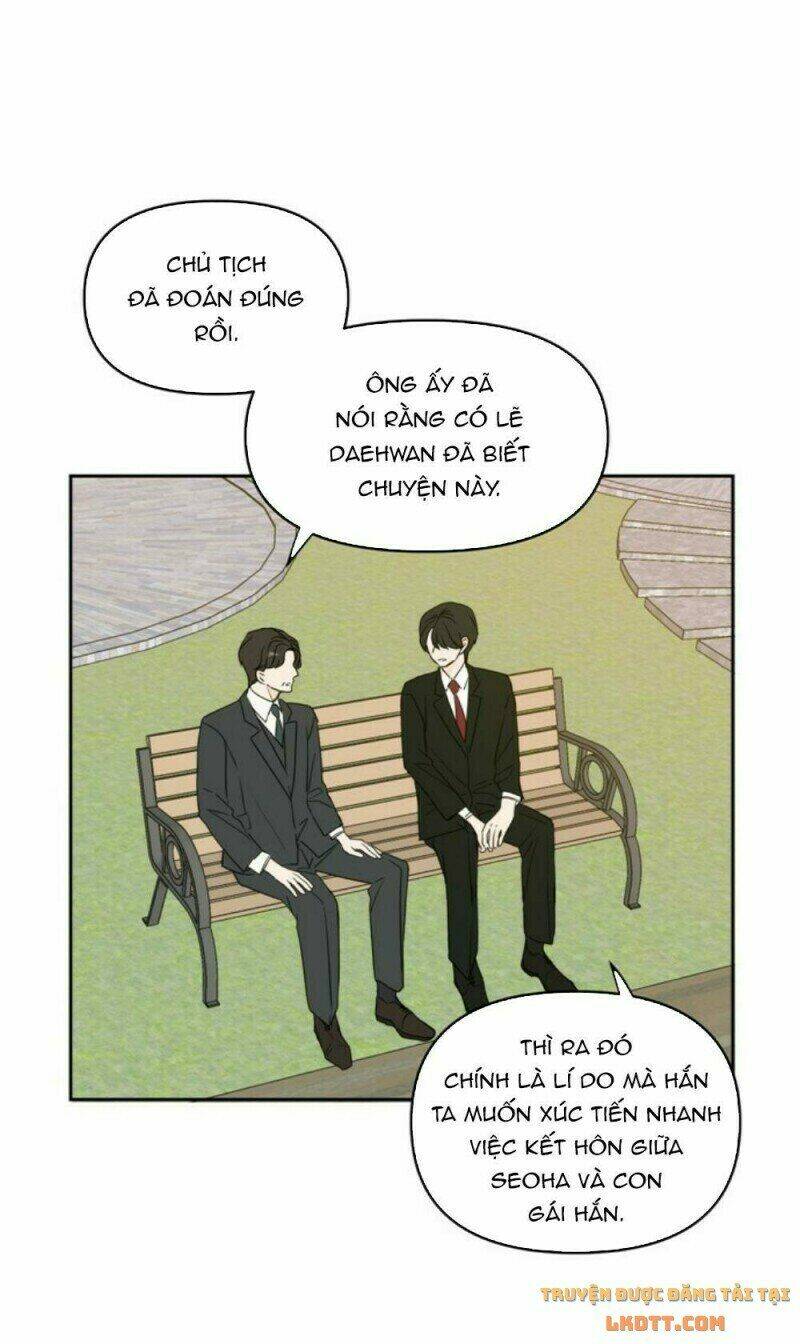 CHỦ TỊCH
ĐÃ ĐOÁN ĐÚNG
RỒI.
ÔNG ẤY ĐÃ
NÓI RẰNG CÓ LẼ
DAEHWAN ĐÃ BIẾT
CHUYỆN NÀY.
THÌ RA ĐÓ
CHÍNH LÀ LÍ DO MÀ HẮN
TA MUỐN XÚC TIẾN NHANH
VIỆC KẾT HÔN GIỮA
SEOHA VÀ CON
GÁI HẮN.
TRUYỆN ĐƯỢC ĐĂNG TẢI TẠI
LKDTT.COM